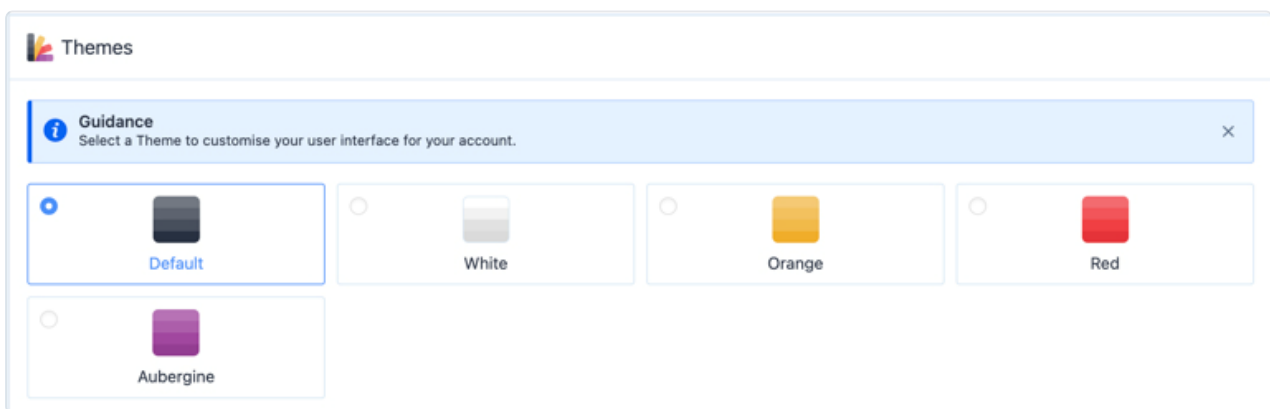 Themes
Guidance
Select a Theme to customise your user interface for your account.
Default
White
Orange
Red
Aubergine